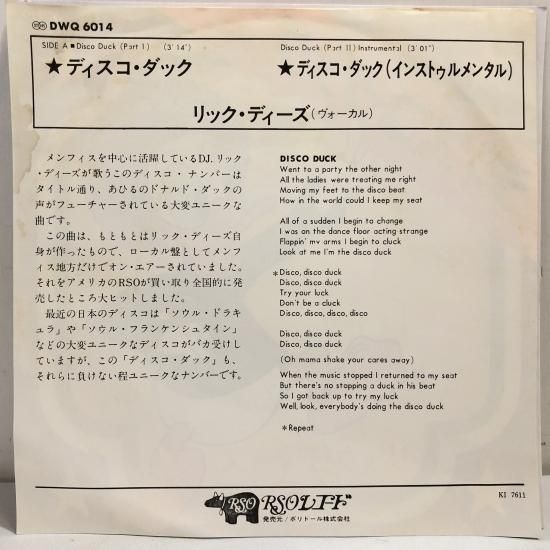 DWQ 6014
SIDE A ■ Disco Duck (Part I) (3'14") Disco Duck (Part II) Instrumental (3'01")
★ディスコ・ダック ★ディスコ・ダック(インストゥルメンタル)
リック・ディーズ(ヴォーカル)
メンフィスを中心に活躍しているDJ. リック
・ディーズが歌うこのディスコ・ナンバーは
タイトル通り、あひるのドナルド・ダックの
声がフューチャーされている大変ユニークな
曲です。
この曲は、もともとはリック・ディーズ自
身が作ったもので、ローカル盤としてメンフ
ィス地方だけでオン・エアーされていました。
それをアメリカのRSOが買い取り全国的に発
売したところ大ヒットしました。
最近の日本のディスコは「ソウル・ドラキ
ュラ」や「ソウル・フランケンシュタイン」
などの大変ユニークなディスコがバカ受けし
ていますが、この「ディスコ・ダック」も、
それらに負けない程ユニークなナンバーです。
DISCO DUCK
Went to a party the other night
All the ladies were treating me right
Moving my feet to the disco beat
How in the world could I keep my seat
All of a sudden I begin to change
I was on the dance floor acting strange
Flappin' my arms I begin to cluck
Look at me I'm the disco duck
*Disco, disco duck
Disco, disco duck
Try your luck
Don't be a cluck
Disco, disco, disco, disco
Disco, disco duck
Disco, disco duck
(Oh mama shake your cares away)
When the music stopped I returned to my seat
But there's no stopping a duck in his beat
So I got back up to try my luck
Well, look, everybody's doing the disco duck
*Repeat
RSO RSOレコード
発売元/ポリドール株式会社
KI 7611